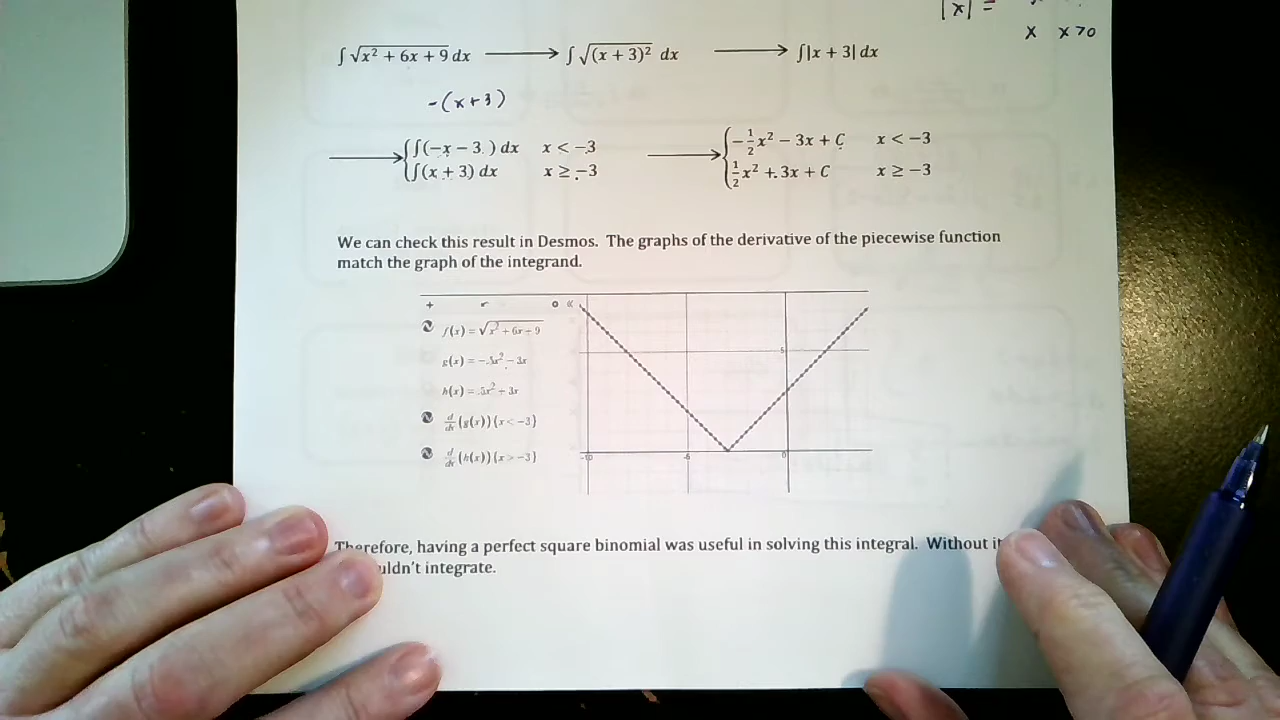 |x| =
x x>0
∫√(x² + 6x + 9) dx ⟶ ∫√((x + 3)²) dx ⟶ ∫|x + 3| dx
-(x+3)
⟶ { ∫(−x − 3 ) dx x < −3 ⟶ { −½x² − 3x + C x < −3
∫(x + 3) dx x ≥ −3 ½x² + 3x + C x ≥ −3
We can check this result in Desmos. The graphs of the derivative of the piecewise function
match the graph of the integrand.
+ «
f(x) = √(x² + 6x + 9)
g(x) = −.5x² − 3x
h(x) = .5x² + 3x
d/dx (g(x)) (x < −3)
d/dx (h(x)) (x > −3)
5
-10 -5 0
Therefore, having a perfect square binomial was useful in solving this integral. Without it
uldn't integrate.